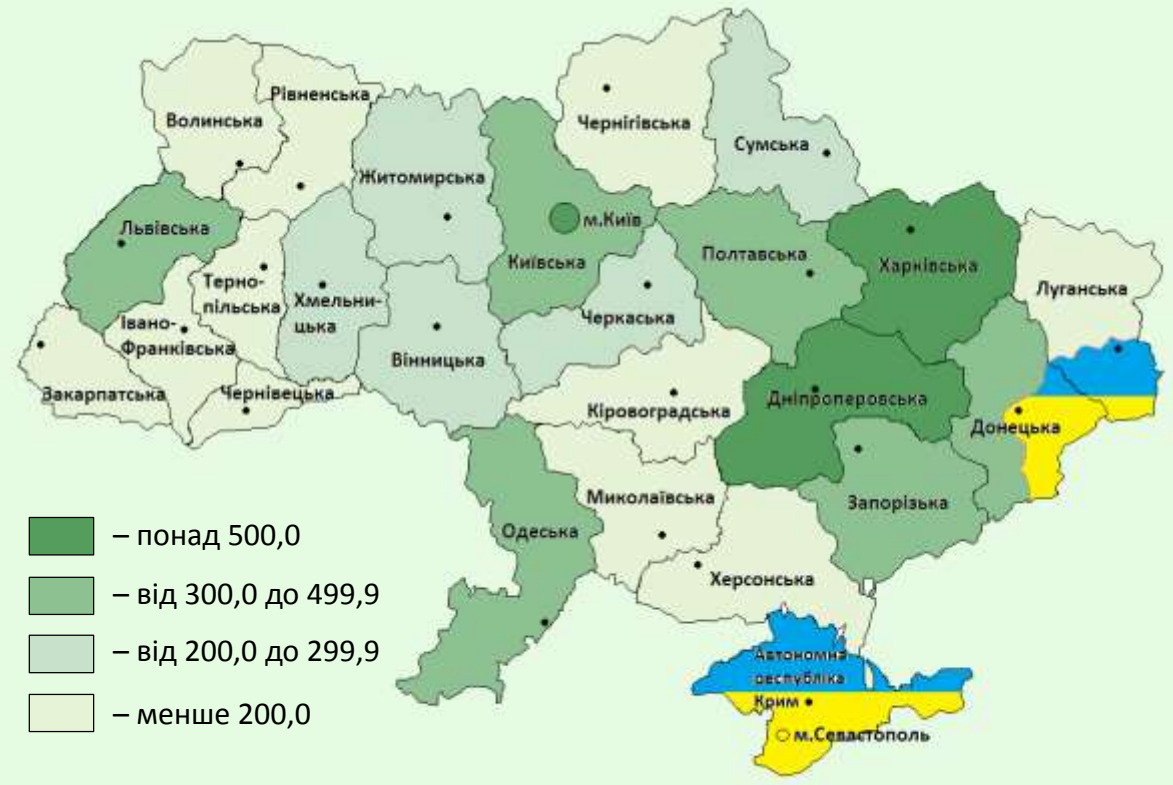 Рівненська
Волинська
Чернігівська
Сумська
Житомирська
м.Київ
Львівська
Київська
Полтавська
Харківська
Терно-
пільська
Хмельни-
цька
Луганська
Івано-
Франківська
Черкаська
Вінницька
Закарпатська
Чернівецька
Кіровоградська
Дніпроперовська
Донецька
Миколаївська
Запорізька
Одеська
Херсонська
Автономна
республіка
Крим
м.Севастополь
– понад 500,0
– від 300,0 до 499,9
– від 200,0 до 299,9
– менше 200,0